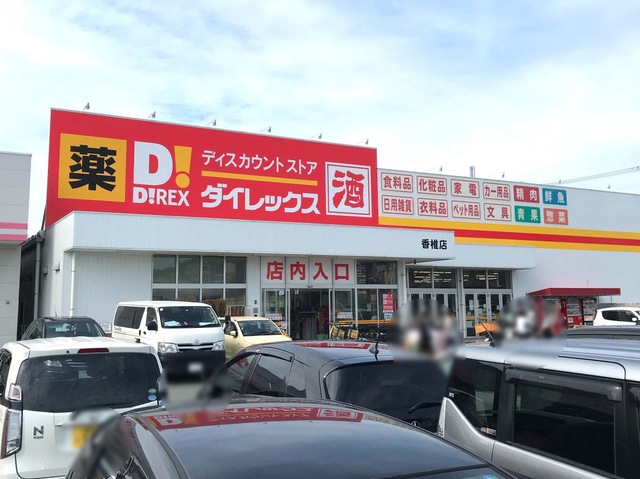 薬
D!
D!REX
ディスカウントストア
ダイレックス
酒
食料品 化粧品 家電 カー用品 精肉 鮮魚
日用雑貨 衣料品 ペット用品 文具 青果 惣菜
香椎店
店内入口
N